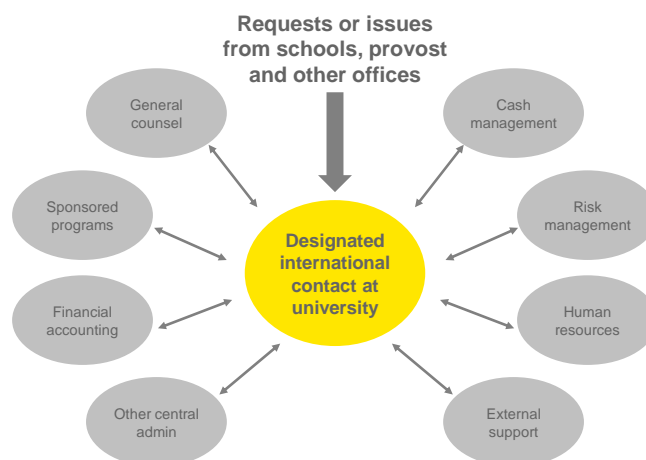 Requests or issues
from schools, provost
and other offices
General
counsel
Cash
management
Sponsored
programs
Risk
management
Designated
international
contact at
university
Financial
accounting
Human
resources
Other central
admin
External
support